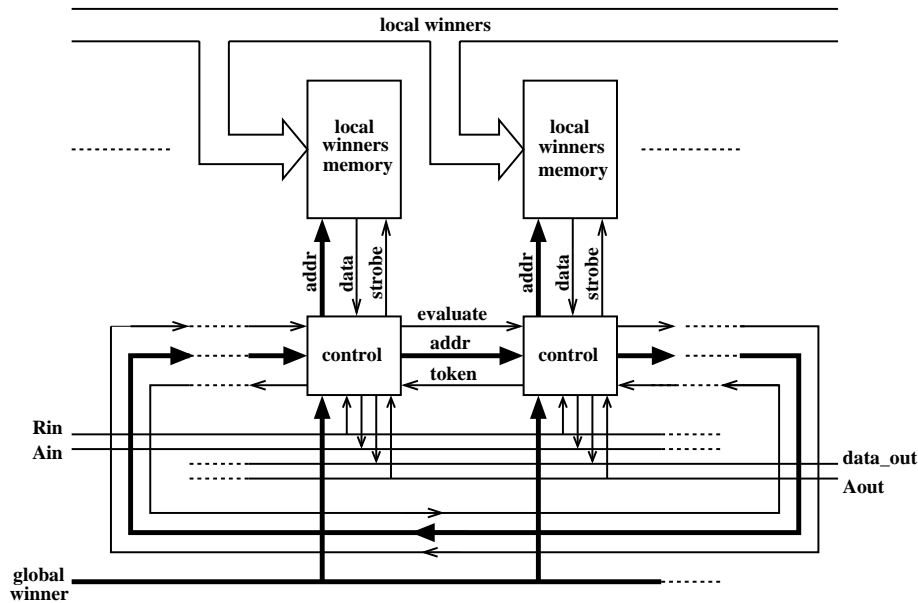 local winners
local
winners
memory
local
winners
memory
addr
data
strobe
addr
data
strobe
evaluate
control
addr
control
token
Rin
Ain
data_out
Aout
global
winner